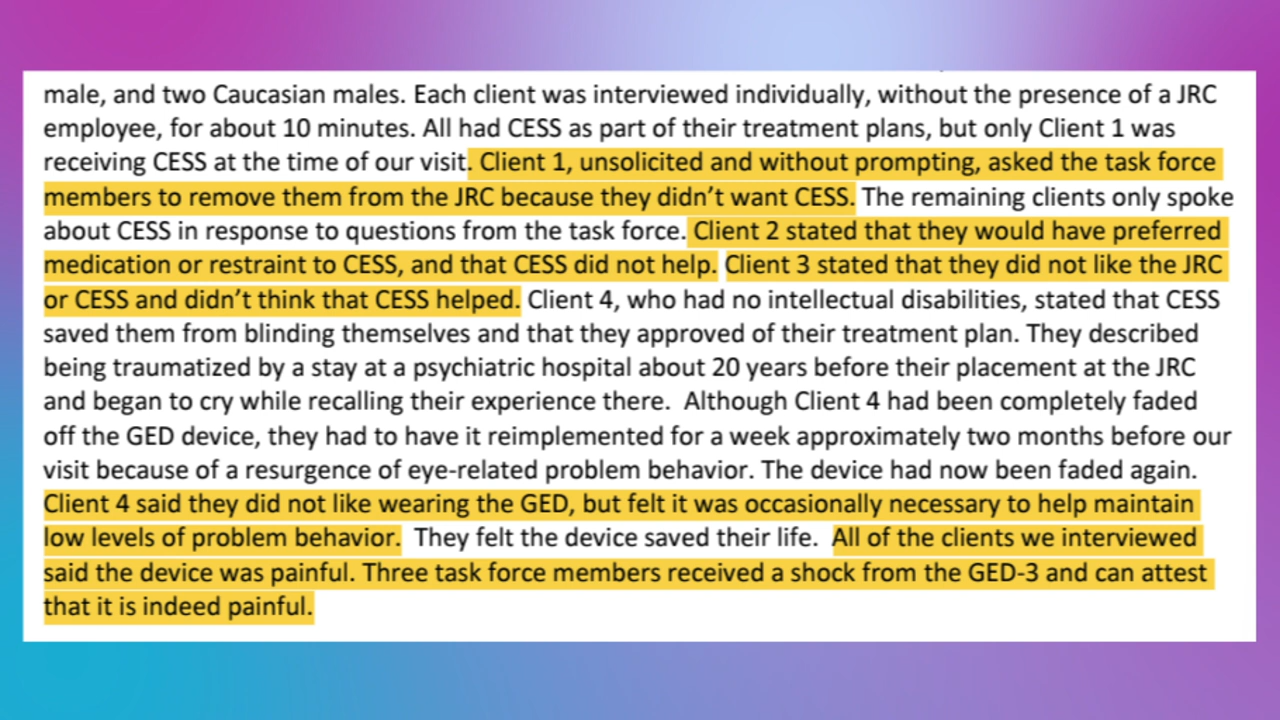 male, and two Caucasian males. Each client was interviewed individually, without the presence of a JRC
employee, for about 10 minutes. All had CESS as part of their treatment plans, but only Client 1 was
receiving CESS at the time of our visit. Client 1, unsolicited and without prompting, asked the task force
members to remove them from the JRC because they didn’t want CESS. The remaining clients only spoke
about CESS in response to questions from the task force. Client 2 stated that they would have preferred
medication or restraint to CESS, and that CESS did not help. Client 3 stated that they did not like the JRC
or CESS and didn’t think that CESS helped. Client 4, who had no intellectual disabilities, stated that CESS
saved them from blinding themselves and that they approved of their treatment plan. They described
being traumatized by a stay at a psychiatric hospital about 20 years before their placement at the JRC
and began to cry while recalling their experience there.  Although Client 4 had been completely faded
off the GED device, they had to have it reimplemented for a week approximately two months before our
visit because of a resurgence of eye-related problem behavior. The device had now been faded again.
Client 4 said they did not like wearing the GED, but felt it was occasionally necessary to help maintain
low levels of problem behavior.  They felt the device saved their life.  All of the clients we interviewed
said the device was painful. Three task force members received a shock from the GED-3 and can attest
that it is indeed painful.